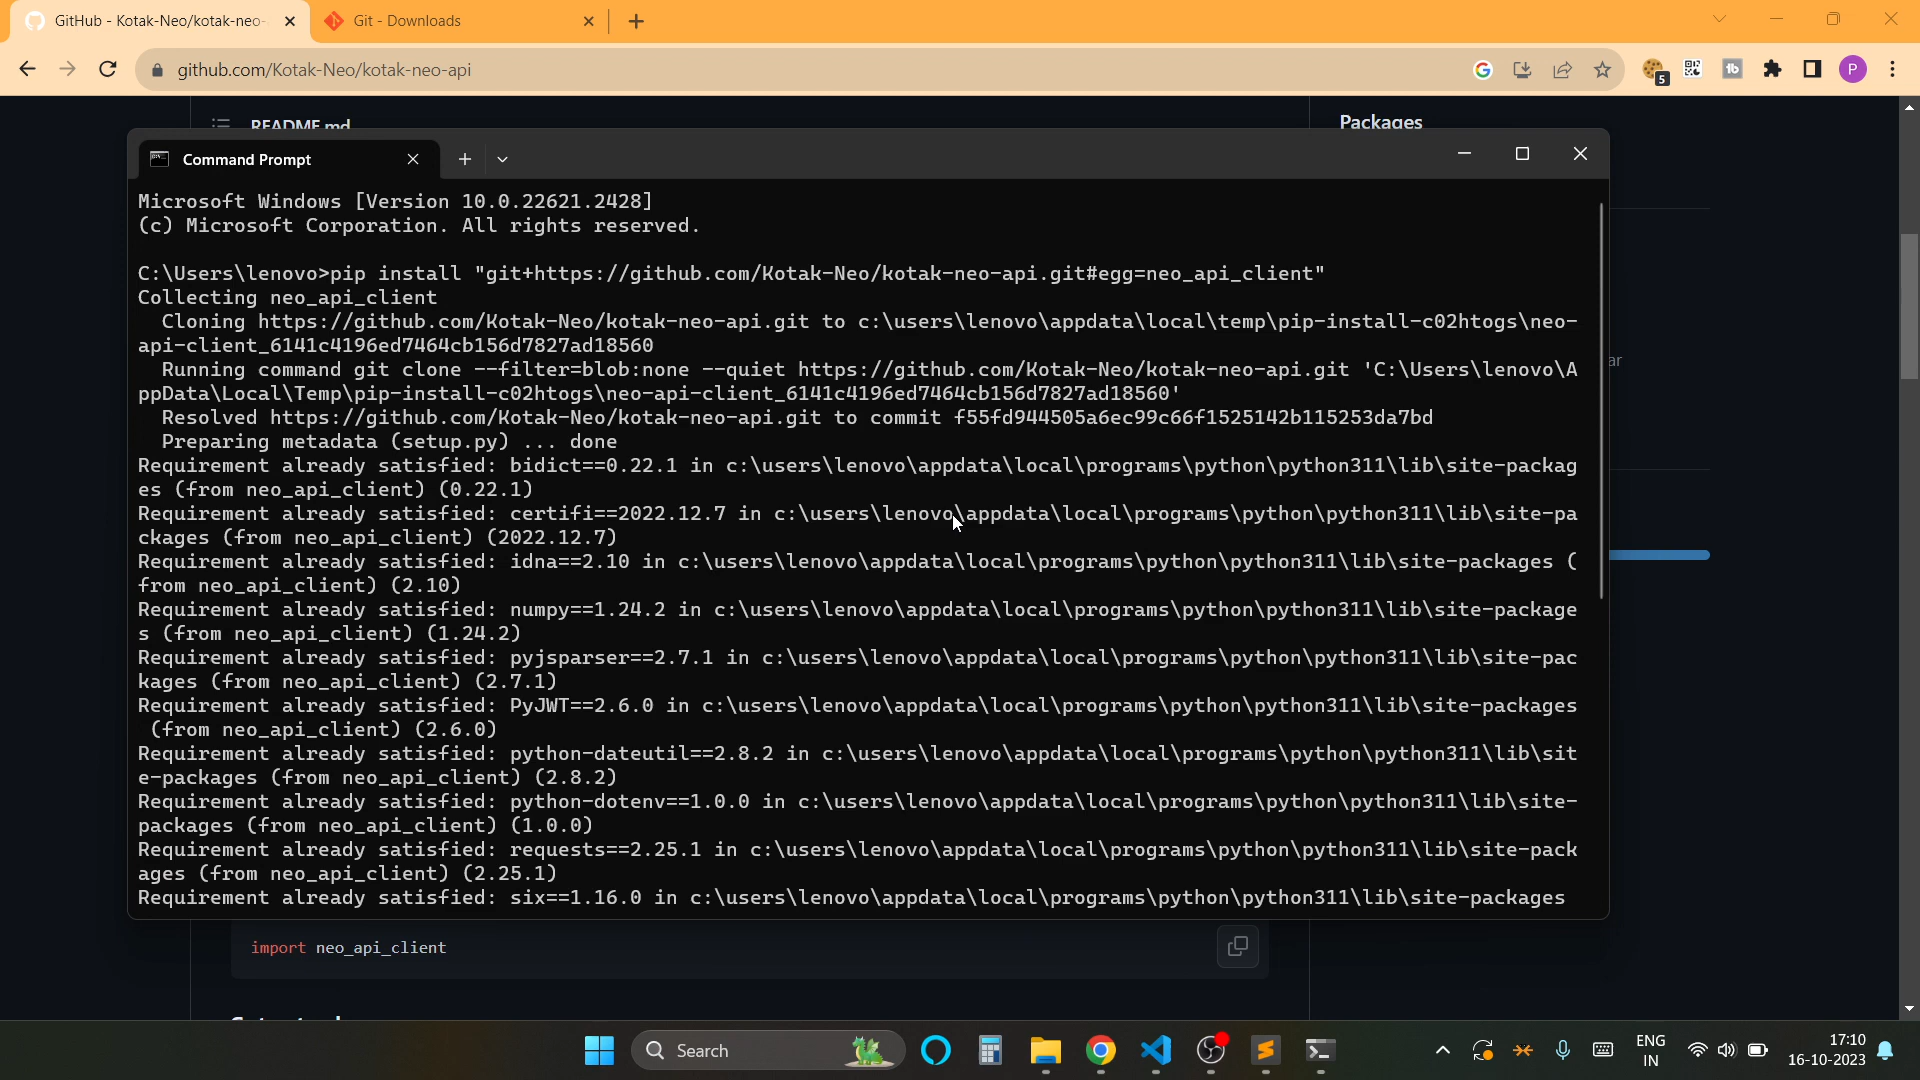 GitHub - Kotak-Neo/kotak-neo-
Git - Downloads
github.com/Kotak-Neo/kotak-neo-api
5
tb
P
README.md
Packages
Command Prompt
Microsoft Windows [Version 10.0.22621.2428]
(c) Microsoft Corporation. All rights reserved.
C:\Users\lenovo>pip install "git+https://github.com/Kotak-Neo/kotak-neo-api.git#egg=neo_api_client"
Collecting neo_api_client
Cloning https://github.com/Kotak-Neo/kotak-neo-api.git to c:\users\lenovo\appdata\local\temp\pip-install-c02htogs\neo-
api-client_6141c4196ed7464cb156d7827ad18560
Running command git clone --filter=blob:none --quiet https://github.com/Kotak-Neo/kotak-neo-api.git 'C:\Users\lenovo\A
ppData\Local\Temp\pip-install-c02htogs\neo-api-client_6141c4196ed7464cb156d7827ad18560'
Resolved https://github.com/Kotak-Neo/kotak-neo-api.git to commit f55fd944505a6ec99c66f1525142b115253da7bd
ar
Preparing metadata (setup.py) ... done
Requirement already satisfied: bidict==0.22.1 in c:\users\lenovo\appdata\local\programs\python\python311\lib\site-packag
es (from neo_api_client) (0.22.1)
Requirement already satisfied: certifi==2022.12.7 in c:\users\lenovo\appdata\local\programs\python\python311\lib\site-pa
ckages (from neo_api_client) (2022.12.7)
Requirement already satisfied: idna==2.10 in c:\users\lenovo\appdata\local\programs\python\python311\lib\site-packages (
from neo_api_client) (2.10)
Requirement already satisfied: numpy==1.24.2 in c:\users\lenovo\appdata\local\programs\python\python311\lib\site-package
s (from neo_api_client) (1.24.2)
Requirement already satisfied: pyjsparser==2.7.1 in c:\users\lenovo\appdata\local\programs\python\python311\lib\site-pac
kages (from neo_api_client) (2.7.1)
Requirement already satisfied: PyJWT==2.6.0 in c:\users\lenovo\appdata\local\programs\python\python311\lib\site-packages
(from neo_api_client) (2.6.0)
Requirement already satisfied: python-dateutil==2.8.2 in c:\users\lenovo\appdata\local\programs\python\python311\lib\sit
e-packages (from neo_api_client) (2.8.2)
Requirement already satisfied: python-dotenv==1.0.0 in c:\users\lenovo\appdata\local\programs\python\python311\lib\site-
packages (from neo_api_client) (1.0.0)
Requirement already satisfied: requests==2.25.1 in c:\users\lenovo\appdata\local\programs\python\python311\lib\site-pack
ages (from neo_api_client) (2.25.1)
Requirement already satisfied: six==1.16.0 in c:\users\lenovo\appdata\local\programs\python\python311\lib\site-packages
import neo_api_client
Search
ENG
IN
17:10
16-10-2023